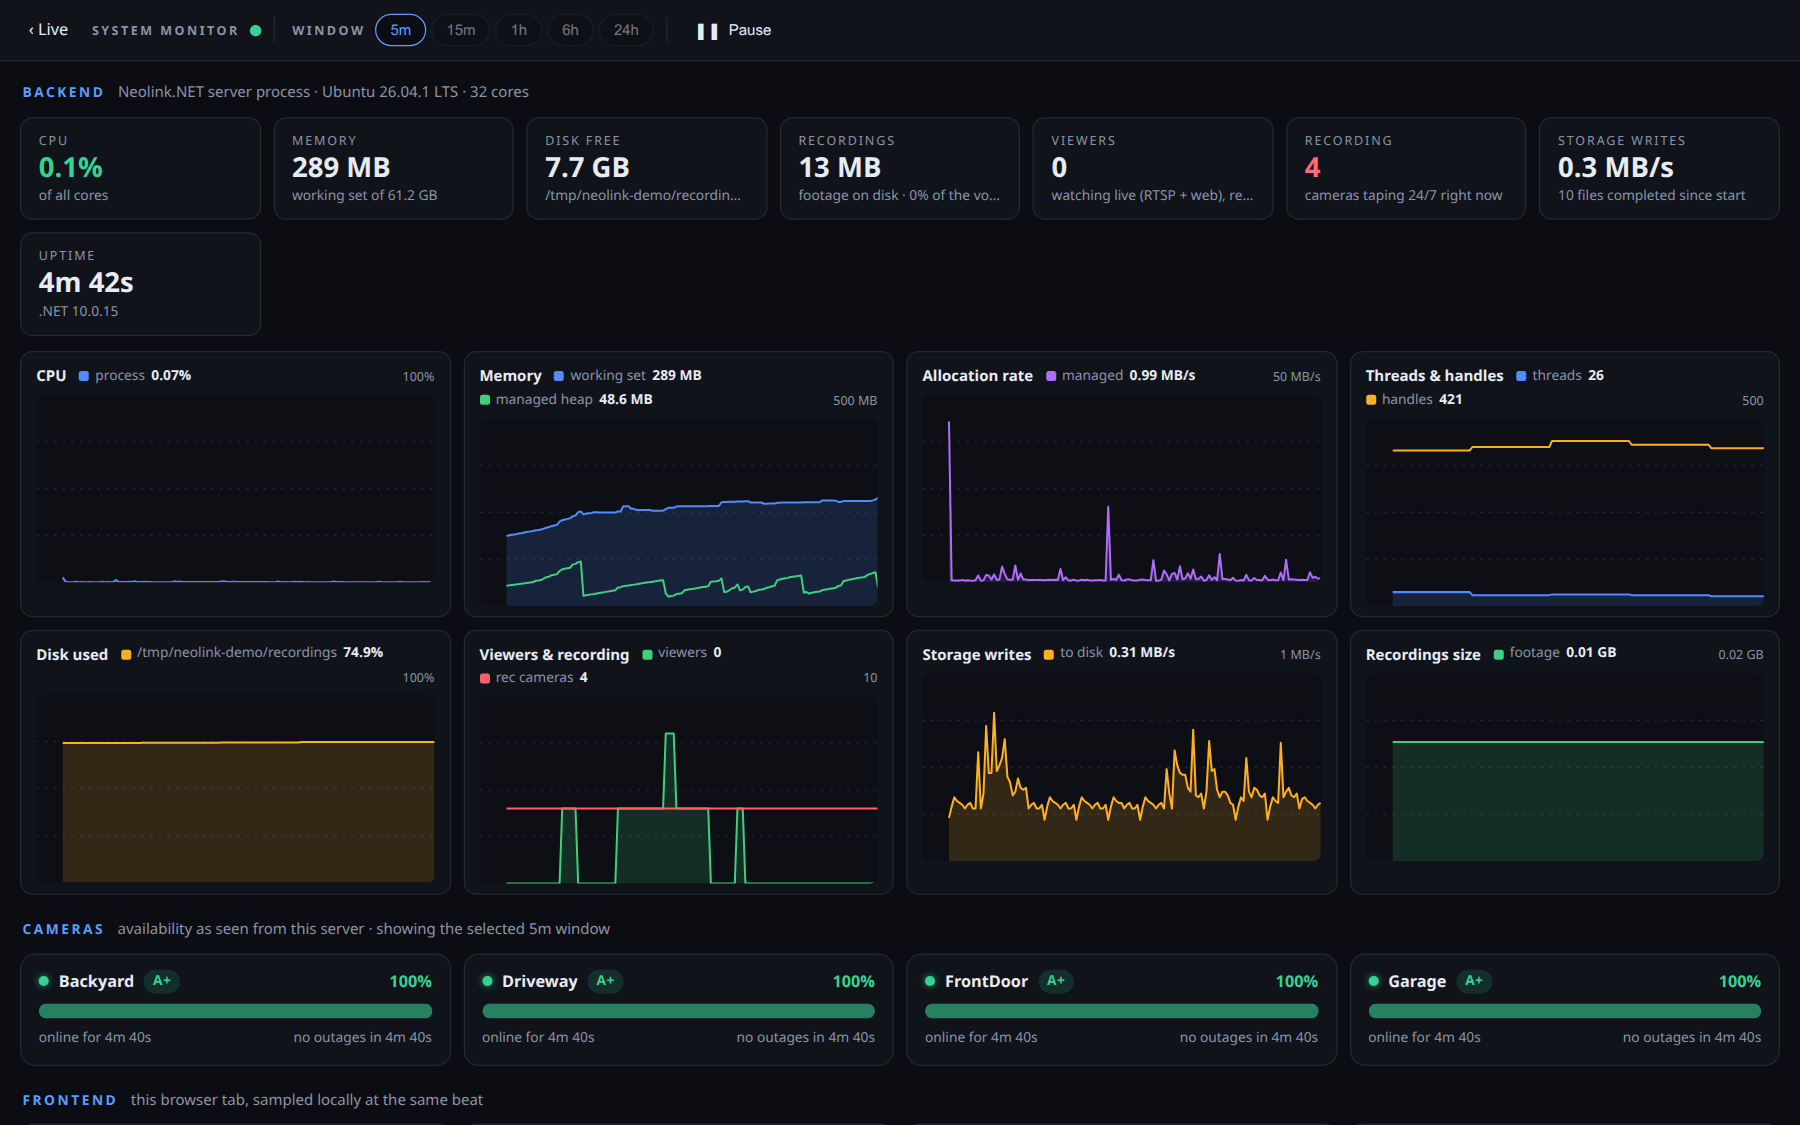 ‹ Live SYSTEM MONITOR WINDOW 5m 15m 1h 6h 24h Pause
BACKEND Neolink.NET server process · Ubuntu 26.04.1 LTS · 32 cores
CPU
0.1%
of all cores
MEMORY
289 MB
working set of 61.2 GB
DISK FREE
7.7 GB
/tmp/neolink-demo/recordin...
RECORDINGS
13 MB
footage on disk · 0% of the vo...
VIEWERS
0
watching live (RTSP + web), re...
RECORDING
4
cameras taping 24/7 right now
STORAGE WRITES
0.3 MB/s
10 files completed since start
UPTIME
4m 42s
.NET 10.0.15
CPU process 0.07% 100%
Memory working set 289 MB
managed heap 48.6 MB 500 MB
Allocation rate managed 0.99 MB/s 50 MB/s
Threads & handles threads 26
handles 421 500
Disk used /tmp/neolink-demo/recordings 74.9%
100%
Viewers & recording viewers 0
rec cameras 4 10
Storage writes to disk 0.31 MB/s 1 MB/s
Recordings size footage 0.01 GB 0.02 GB
CAMERAS availability as seen from this server · showing the selected 5m window
Backyard A+ 100%
online for 4m 40s no outages in 4m 40s
Driveway A+ 100%
online for 4m 40s no outages in 4m 40s
FrontDoor A+ 100%
online for 4m 40s no outages in 4m 40s
Garage A+ 100%
online for 4m 40s no outages in 4m 40s
FRONTEND this browser tab, sampled locally at the same beat